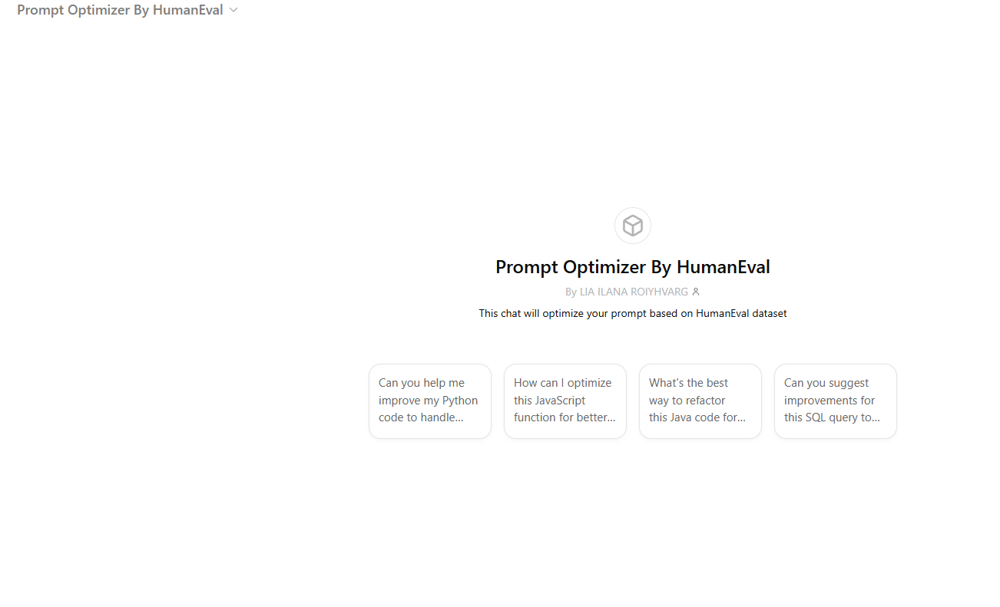 Prompt Optimizer By HumanEval
Prompt Optimizer By HumanEval
By LIA ILANA ROIYHVARG
This chat will optimize your prompt based on HumanEval dataset
Can you help me
improve my Python
code to handle...
How can I optimize
this JavaScript
function for better...
What's the best
way to refactor
this Java code for...
Can you suggest
improvements for
this SQL query to...